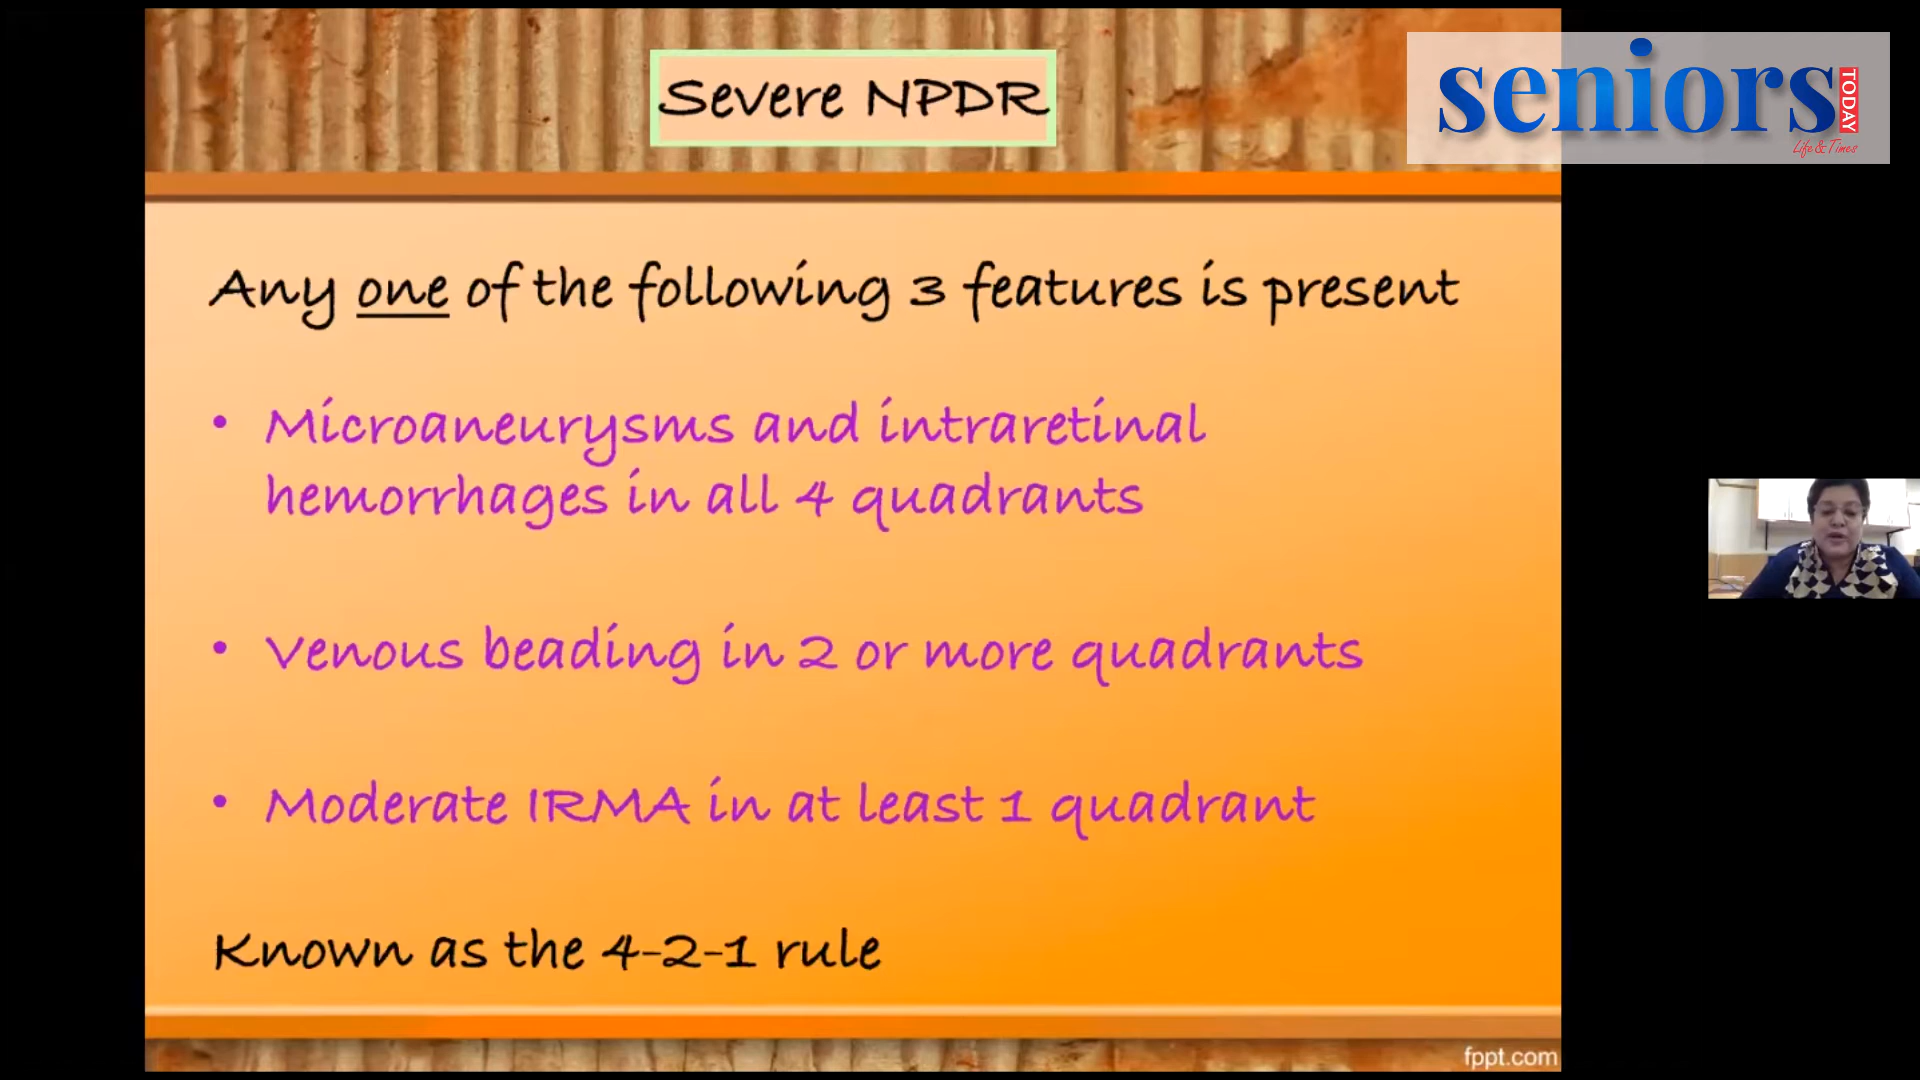 Severe NPDR
seniors
TODAY
Life & Times
Any one of the following 3 features is present
• Microaneurysms and intraretinal
hemorrhages in all 4 quadrants
• Venous beading in 2 or more quadrants
• Moderate IRMA in at least 1 quadrant
Known as the 4-2-1 rule
fppt.com